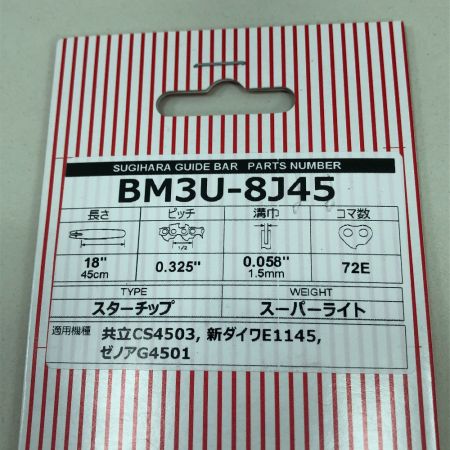 SUGIHARA GUIDE BAR PARTS NUMBER
BM3U-8J45
長さ ピッチ 溝巾 コマ数
1/2
18" 0.325" 0.058" 72E
45cm 1.5mm
TYPE WEIGHT
スターチップ スーパーライト
適用機種 共立CS4503, 新ダイワE1145,
ゼノアG4501